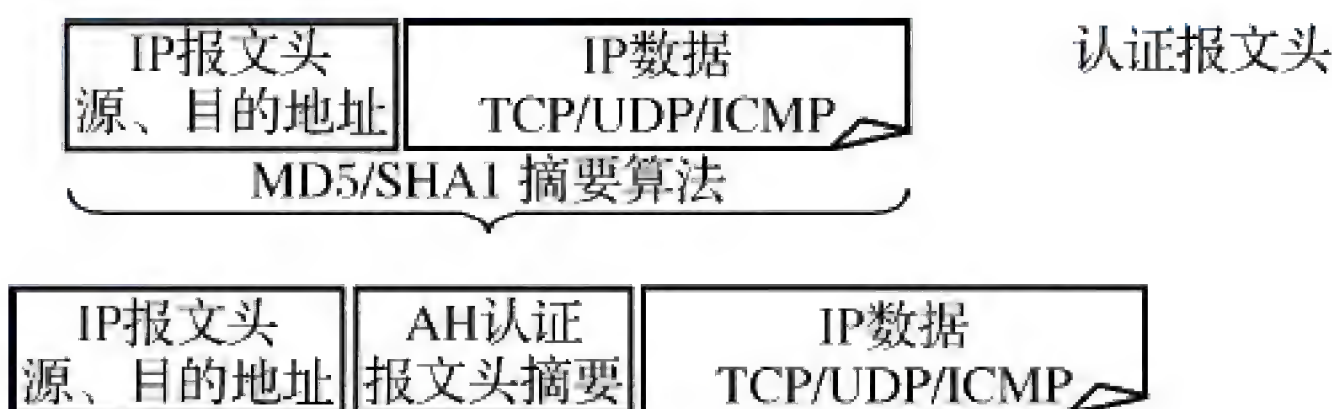 IP报文头
源、目的地址
IP数据
TCP/UDP/ICMP
认证报文头
MD5/SHA1 摘要算法
IP报文头
源、目的地址
AH认证
报文头摘要
IP数据
TCP/UDP/ICMP